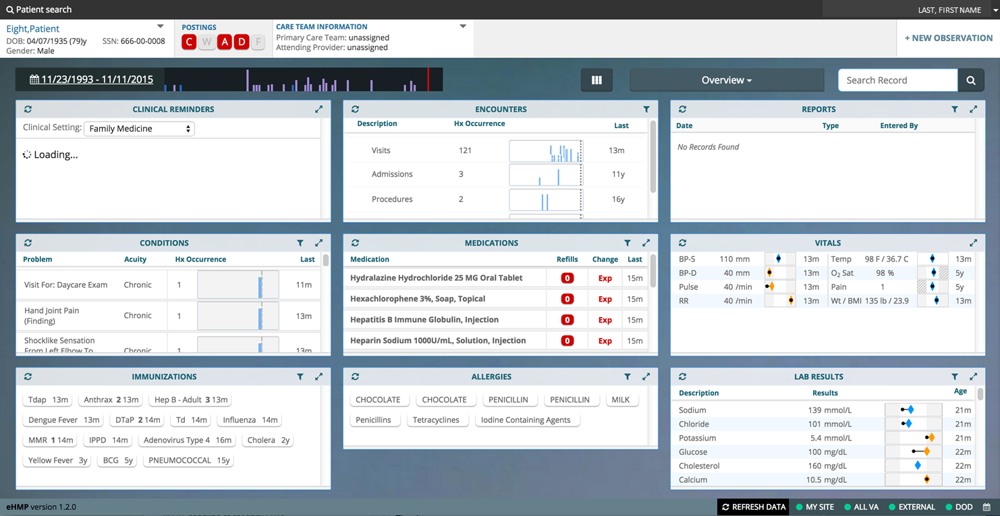 Patient search
LAST, FIRST NAME
Eight,Patient
DOB: 04/07/1935 (79)y SSN: 666-00-0008
Gender: Male
POSTINGS
C W A D F
CARE TEAM INFORMATION
Primary Care Team: unassigned
Attending Provider: unassigned
+ NEW OBSERVATION
11/23/1993 - 11/11/2015
Overview
Search Record
CLINICAL REMINDERS
Clinical Setting: Family Medicine
Loading...
ENCOUNTERS
Description Hx Occurrence Last
Visits 121 13m
Admissions 3 11y
Procedures 2 16y
REPORTS
Date Type Entered By
No Records Found
CONDITIONS
Problem Acuity Hx Occurrence Last
Visit For: Daycare Exam Chronic 1 11m
Hand Joint Pain
(Finding) Chronic 1 13m
Shocklike Sensation
From Left Elbow To Chronic 1 13m
MEDICATIONS
Medication Refills Change Last
Hydralazine Hydrochloride 25 MG Oral Tablet 0 Exp 15m
Hexachlorophene 3%, Soap, Topical 0 Exp 15m
Hepatitis B Immune Globulin, Injection 0 Exp 15m
Heparin Sodium 1000U/mL, Solution, Injection 0 Exp 15m
VITALS
BP-S 110 mm 13m Temp 98 F / 36.7 C 13m
BP-D 40 mm 13m O2 Sat 98 % 5y
Pulse 40 /min 13m Pain 1 5y
RR 40 /min 13m Wt / BMI 135 lb / 23.9 13m
IMMUNIZATIONS
Tdap 13m Anthrax 2 13m Hep B - Adult 3 13m
Dengue Fever 13m DTaP 2 14m Td 14m Influenza 14m
MMR 1 14m IPPD 14m Adenovirus Type 4 16m Cholera 2y
Yellow Fever 3y BCG 5y PNEUMOCOCCAL 15y
ALLERGIES
CHOCOLATE CHOCOLATE PENICILLIN PENICILLIN MILK
Penicillins Tetracyclines Iodine Containing Agents
LAB RESULTS
Description Results Age
Sodium 139 mmol/L 21m
Chloride 101 mmol/L 21m
Potassium 5.4 mmol/L 21m
Glucose 100 mg/dL 22m
Cholesterol 160 mg/dL 22m
Calcium 10.5 mg/dL 22m
eHMP version 1.2.0
REFRESH DATA MY SITE ALL VA EXTERNAL DOD